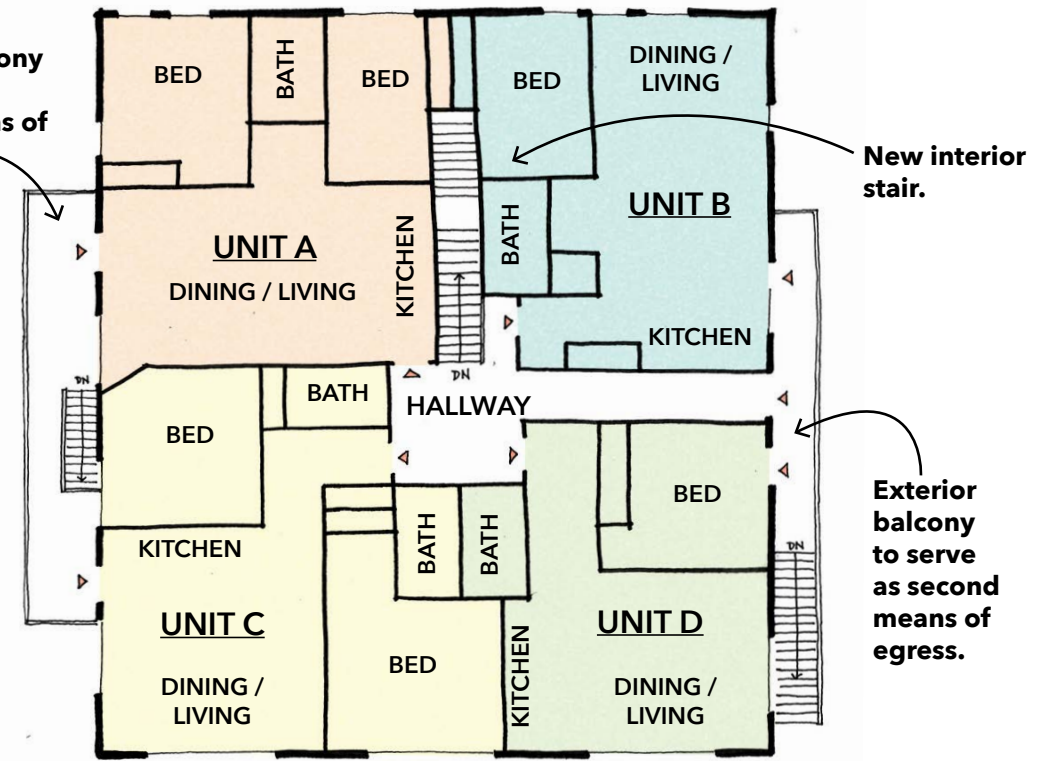 ony
s of
BED
BATH
BED
BED
DINING /
LIVING
New interior
stair.
UNIT A
DINING / LIVING
KITCHEN
BATH
UNIT B
KITCHEN
DN
DN
BATH
HALLWAY
BED
BED
KITCHEN
BATH
BATH
Exterior
balcony
to serve
as second
means of
egress.
DN
UNIT C
DINING /
LIVING
BED
KITCHEN
UNIT D
DINING /
LIVING